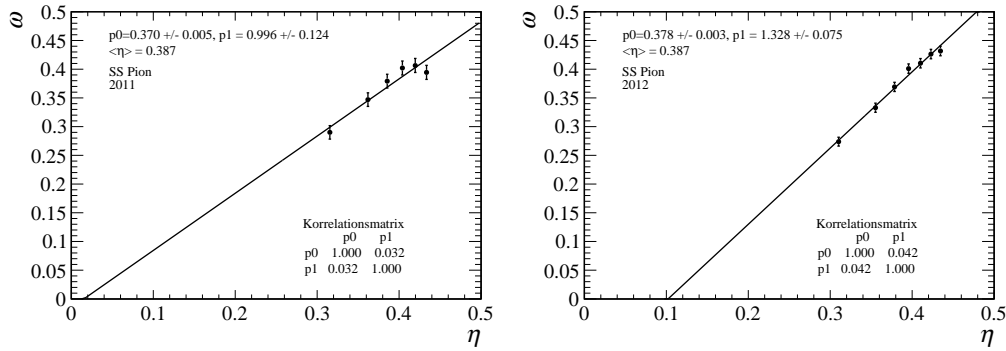 ω
0.5
0.45
0.4
0.35
0.3
0.25
0.2
0.15
0.1
0.05
0
p0=0.370 +/- 0.005, p1 = 0.996 +/- 0.124
<η> = 0.387
SS Pion
2011
Korrelationsmatrix
p0 p1
p0 1.000 0.032
p1 0.032 1.000
0 0.1 0.2 0.3 0.4 0.5
η
ω
0.5
0.45
0.4
0.35
0.3
0.25
0.2
0.15
0.1
0.05
0
p0=0.378 +/- 0.003, p1 = 1.328 +/- 0.075
<η> = 0.387
SS Pion
2012
Korrelationsmatrix
p0 p1
p0 1.000 0.042
p1 0.042 1.000
0 0.1 0.2 0.3 0.4 0.5
η